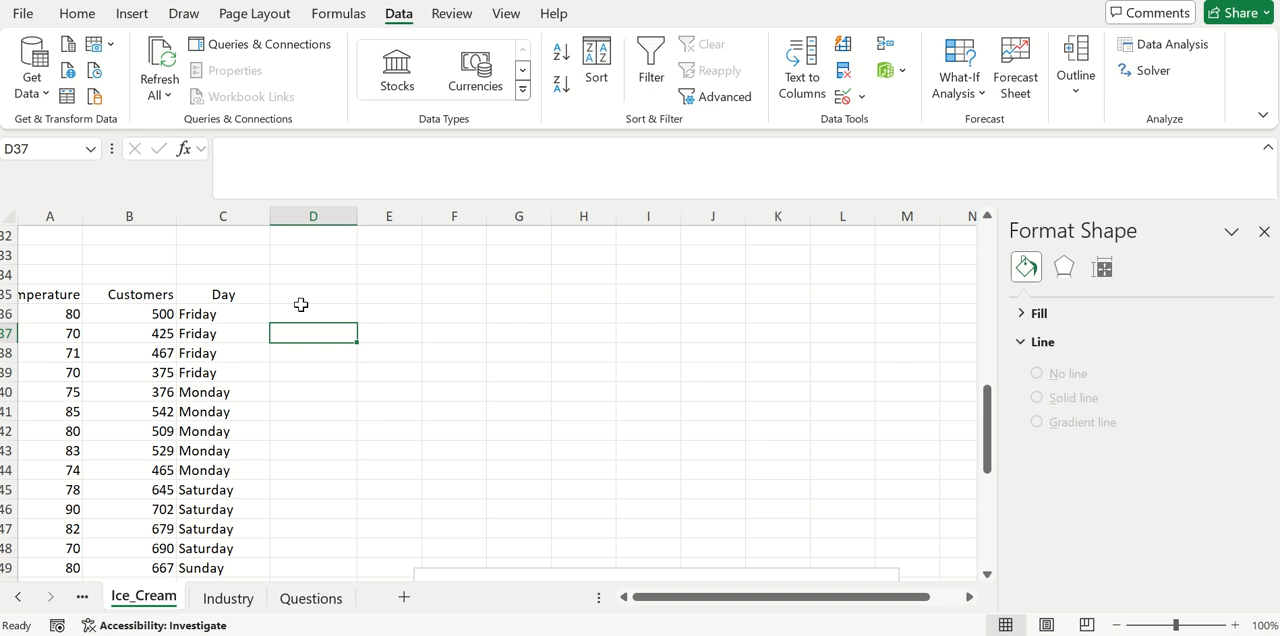 File Home Insert Draw Page Layout Formulas Data Review View Help Comments Share
Get Data Refresh All Queries & Connections Properties Workbook Links Stocks Currencies Sort Filter Clear Reapply Advanced Text to Columns What-If Analysis Forecast Sheet Outline Data Analysis Solver
Get & Transform Data Queries & Connections Data Types Sort & Filter Data Tools Forecast Analyze
D37 fx
A B C D E F G H I J K L M N
32
33
34
35 mperature Customers Day
36 80 500 Friday
37 70 425 Friday
38 71 467 Friday
39 70 375 Friday
40 75 376 Monday
41 85 542 Monday
42 80 509 Monday
43 83 529 Monday
44 74 465 Monday
45 78 645 Saturday
46 90 702 Saturday
47 82 679 Saturday
48 70 690 Saturday
49 80 667 Sunday
Format Shape
Fill
Line
No line
Solid line
Gradient line
Ice_Cream Industry Questions
Ready Accessibility: Investigate 100%